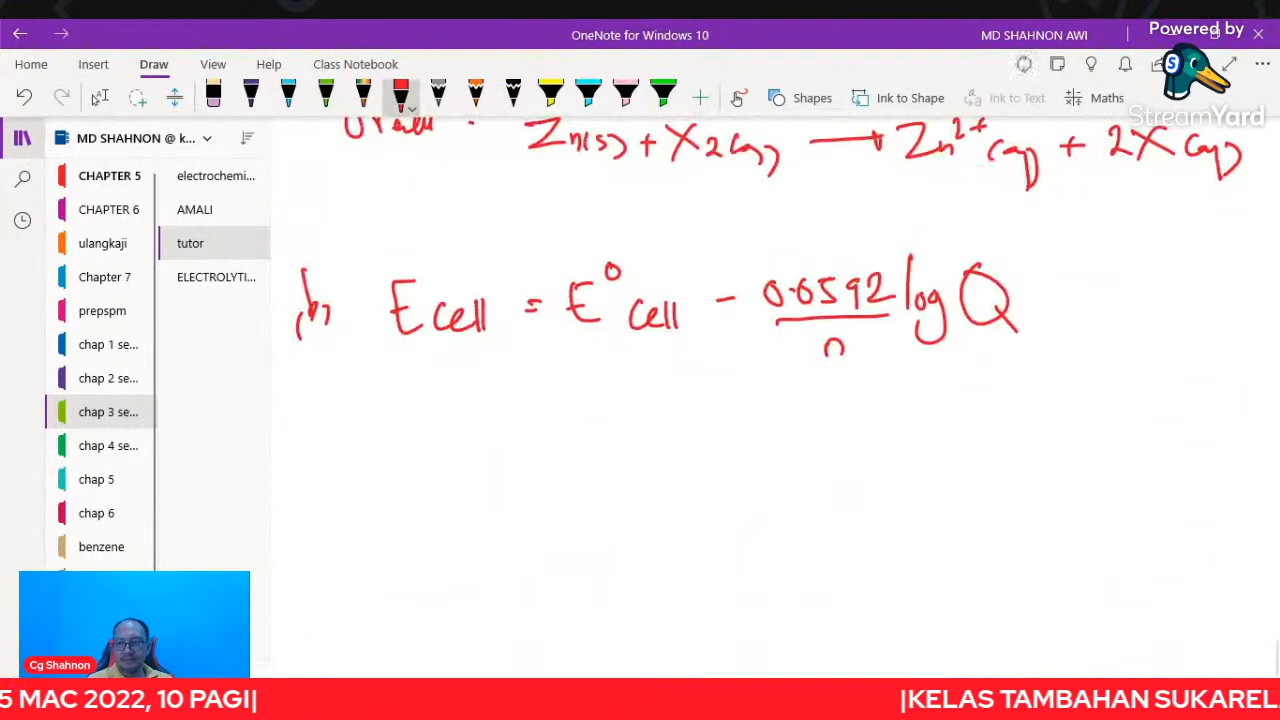 Powered by
StreamYard
OneNote for Windows 10
MD SHAHNON AWI
Home Insert Draw View Help Class Notebook
Shapes Ink to Shape Ink to Text Maths
MD SHAHNON @ k...
CHAPTER 5
CHAPTER 6
ulangkaji
Chapter 7
prepspm
chap 1 se...
chap 2 se...
chap 3 se...
chap 4 se...
chap 5
chap 6
benzene
electrochemi...
AMALI
tutor
ELECTROLYTI...
Zn(s) + X2(g) → Zn2+(aq) + 2X(aq)
E cell = E° cell - 0.0592/n log Q
Cg Shahnon
5 MAC 2022, 10 PAGI| |KELAS TAMBAHAN SUKAREL